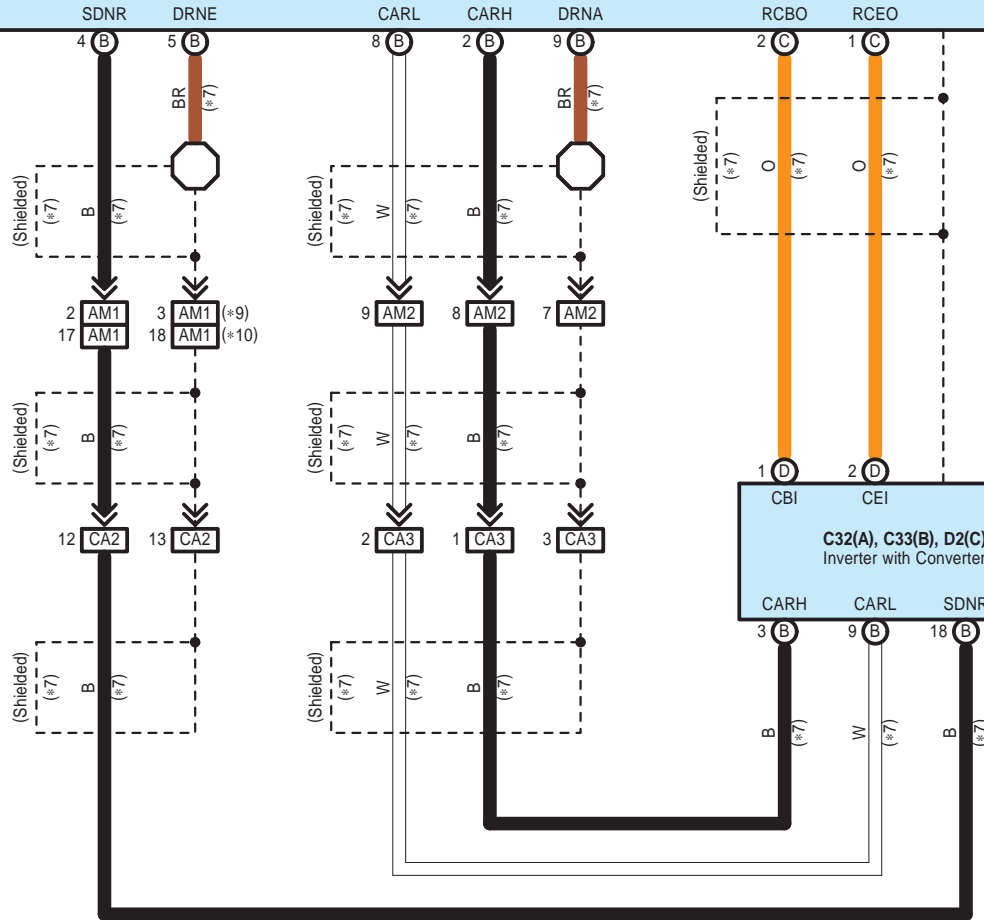 SDNR DRNE CARL CARH DRNA RCBO RCEO
4 B 5 B 8 B 2 B 9 B 2 C 1 C
BR (*7) BR (*7)
(Shielded) (*7) B (*7) (Shielded) (*7) W (*7) B (*7) (Shielded) (*7) O (*7) O (*7)
2 AM1 3 AM1 (*9) 9 AM2 8 AM2 7 AM2
17 AM1 18 AM1 (*10)
(Shielded) (*7) B (*7) (Shielded) (*7) W (*7) B (*7)
1 D 2 D
CBI CEI
12 CA2 13 CA2 2 CA3 1 CA3 3 CA3
C32(A), C33(B), D2(C)
Inverter with Converter
CARH CARL SDNR
3 B 9 B 18 B
(Shielded) (*7) B (*7) (Shielded) (*7) W (*7) B (*7)
B (*7) W (*7) B (*7)